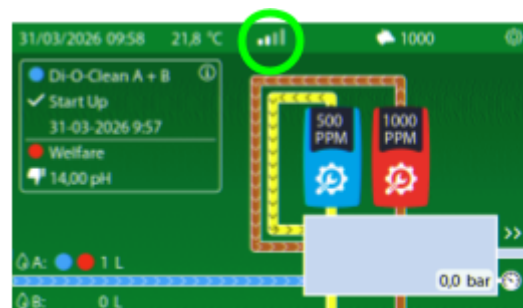 31/03/2026 09:58 21,8 °C 1000
Di-O-Clean A + B
Start Up
31-03-2026 9:57
Welfare
14,00 pH
500
PPM
1000
PPM
>>
A: 1 L
0,0 bar
B: 0 L